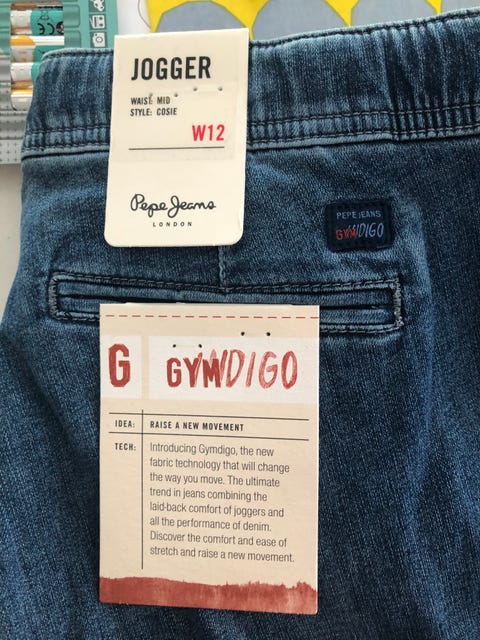 JOGGER
WAIST: MID
STYLE: COSIE
W12
Pepe Jeans
LONDON
PEPE JEANS
GYMDIGO
G
GYMDIGO
IDEA: RAISE A NEW MOVEMENT
TECH: Introducing Gymdigo, the new
fabric technology that will change
the way you move. The ultimate
trend in jeans combining the
laid-back comfort of joggers and
all the performance of denim.
Discover the comfort and ease of
stretch and raise a new movement.